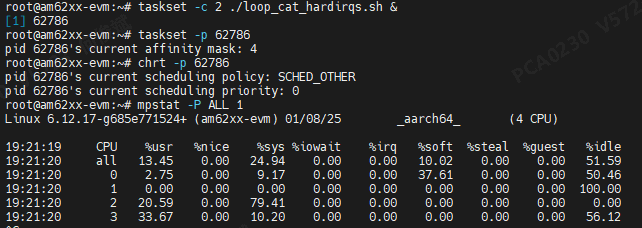 root@am62xx-evm:~# taskset -c 2 ./loop_cat_hardirqs.sh &
[1] 62786
root@am62xx-evm:~# taskset -p 62786
pid 62786's current affinity mask: 4
root@am62xx-evm:~# chrt -p 62786
pid 62786's current scheduling policy: SCHED_OTHER
pid 62786's current scheduling priority: 0
root@am62xx-evm:~# mpstat -P ALL 1
Linux 6.12.17-g685e771524+ (am62xx-evm) 01/08/25 _aarch64_ (4 CPU)
19:21:19 CPU %usr %nice %sys %iowait %irq %soft %steal %guest %idle
19:21:20 all 13.45 0.00 24.94 0.00 0.00 10.02 0.00 0.00 51.59
19:21:20 0 2.75 0.00 9.17 0.00 0.00 37.61 0.00 0.00 50.46
19:21:20 1 0.00 0.00 0.00 0.00 0.00 0.00 0.00 0.00 100.00
19:21:20 2 20.59 0.00 79.41 0.00 0.00 0.00 0.00 0.00 0.00
19:21:20 3 33.67 0.00 10.20 0.00 0.00 0.00 0.00 0.00 56.12